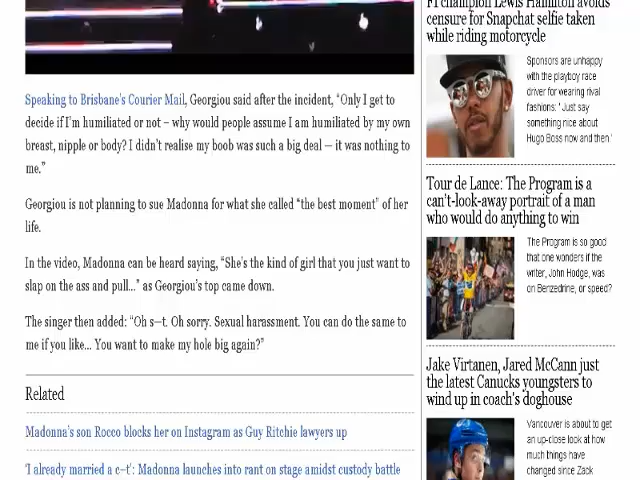 Speaking to Brisbane's Courier Mail, Georgiou said after the incident, “Only I get to
decide if I'm humiliated or not – why would people assume I am humiliated by my own
breast, nipple or body? I didn't realise my boob was such a big deal — it was nothing to
me.”
Georgiou is not planning to sue Madonna for what she called “the best moment” of her
life.
In the video, Madonna can be heard saying, “She's the kind of girl that you just want to
slap on the ass and pull…” as Georgiou's top came down.
The singer then added: “Oh s—t. Oh sorry. Sexual harassment. You can do the same to
me if you like… You want to make my hole big again?”
Related
Madonna's son Rocco blocks her on Instagram as Guy Ritchie lawyers up
'I already married a c–t': Madonna launches into rant on stage amidst custody battle
F1 champion Lewis Hamilton avoids
censure for Snapchat selfie taken
while riding motorcycle
Sponsors are unhappy
with the playboy race
driver for wearing rival
fashions: 'Just say
something nice about
Hugo Boss now and then.'
Tour de Lance: The Program is a
can't-look-away portrait of a man
who would do anything to win
The Program is so good
that one wonders if the
writer, John Hodge, was
on Benzedrine, or speed?
Jake Virtanen, Jared McCann just
the latest Canucks youngsters to
wind up in coach's doghouse
Vancouver is about to get
an up-close look at how
much things have
changed since Zack